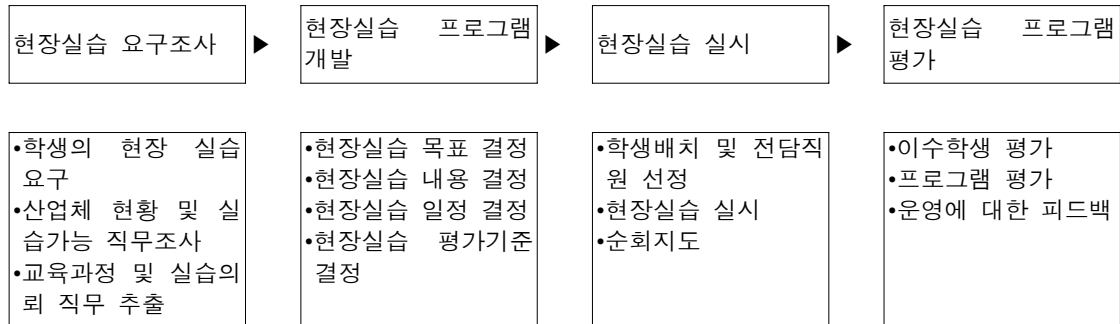 현장실습 요구조사
▶
현장실습 프로그램
개발
▶
현장실습 실시
▶
현장실습 프로그램
평가
•학생의 현장 실습
요구
•산업체 현황 및 실
습가능 직무조사
•교육과정 및 실습의
뢰 직무 추출
•현장실습 목표 결정
•현장실습 내용 결정
•현장실습 일정 결정
•현장실습 평가기준
결정
•학생배치 및 전담직
원 선정
•현장실습 실시
•순회지도
•이수학생 평가
•프로그램 평가
•운영에 대한 피드백